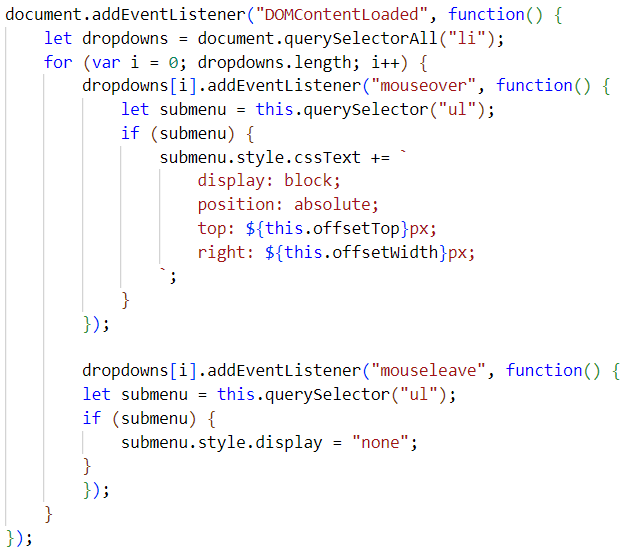 document.addEventListener("DOMContentLoaded", function() {
    let dropdowns = document.querySelectorAll("li");
    for (var i = 0; dropdowns.length; i++) {
        dropdowns[i].addEventListener("mouseover", function() {
            let submenu = this.querySelector("ul");
            if (submenu) {
                submenu.style.cssText += `
                    display: block;
                    position: absolute;
                    top: ${this.offsetTop}px;
                    right: ${this.offsetWidth}px;
                `;
            }
        });

        dropdowns[i].addEventListener("mouseleave", function() {
        let submenu = this.querySelector("ul");
        if (submenu) {
            submenu.style.display = "none";
        }
        });
    }
});